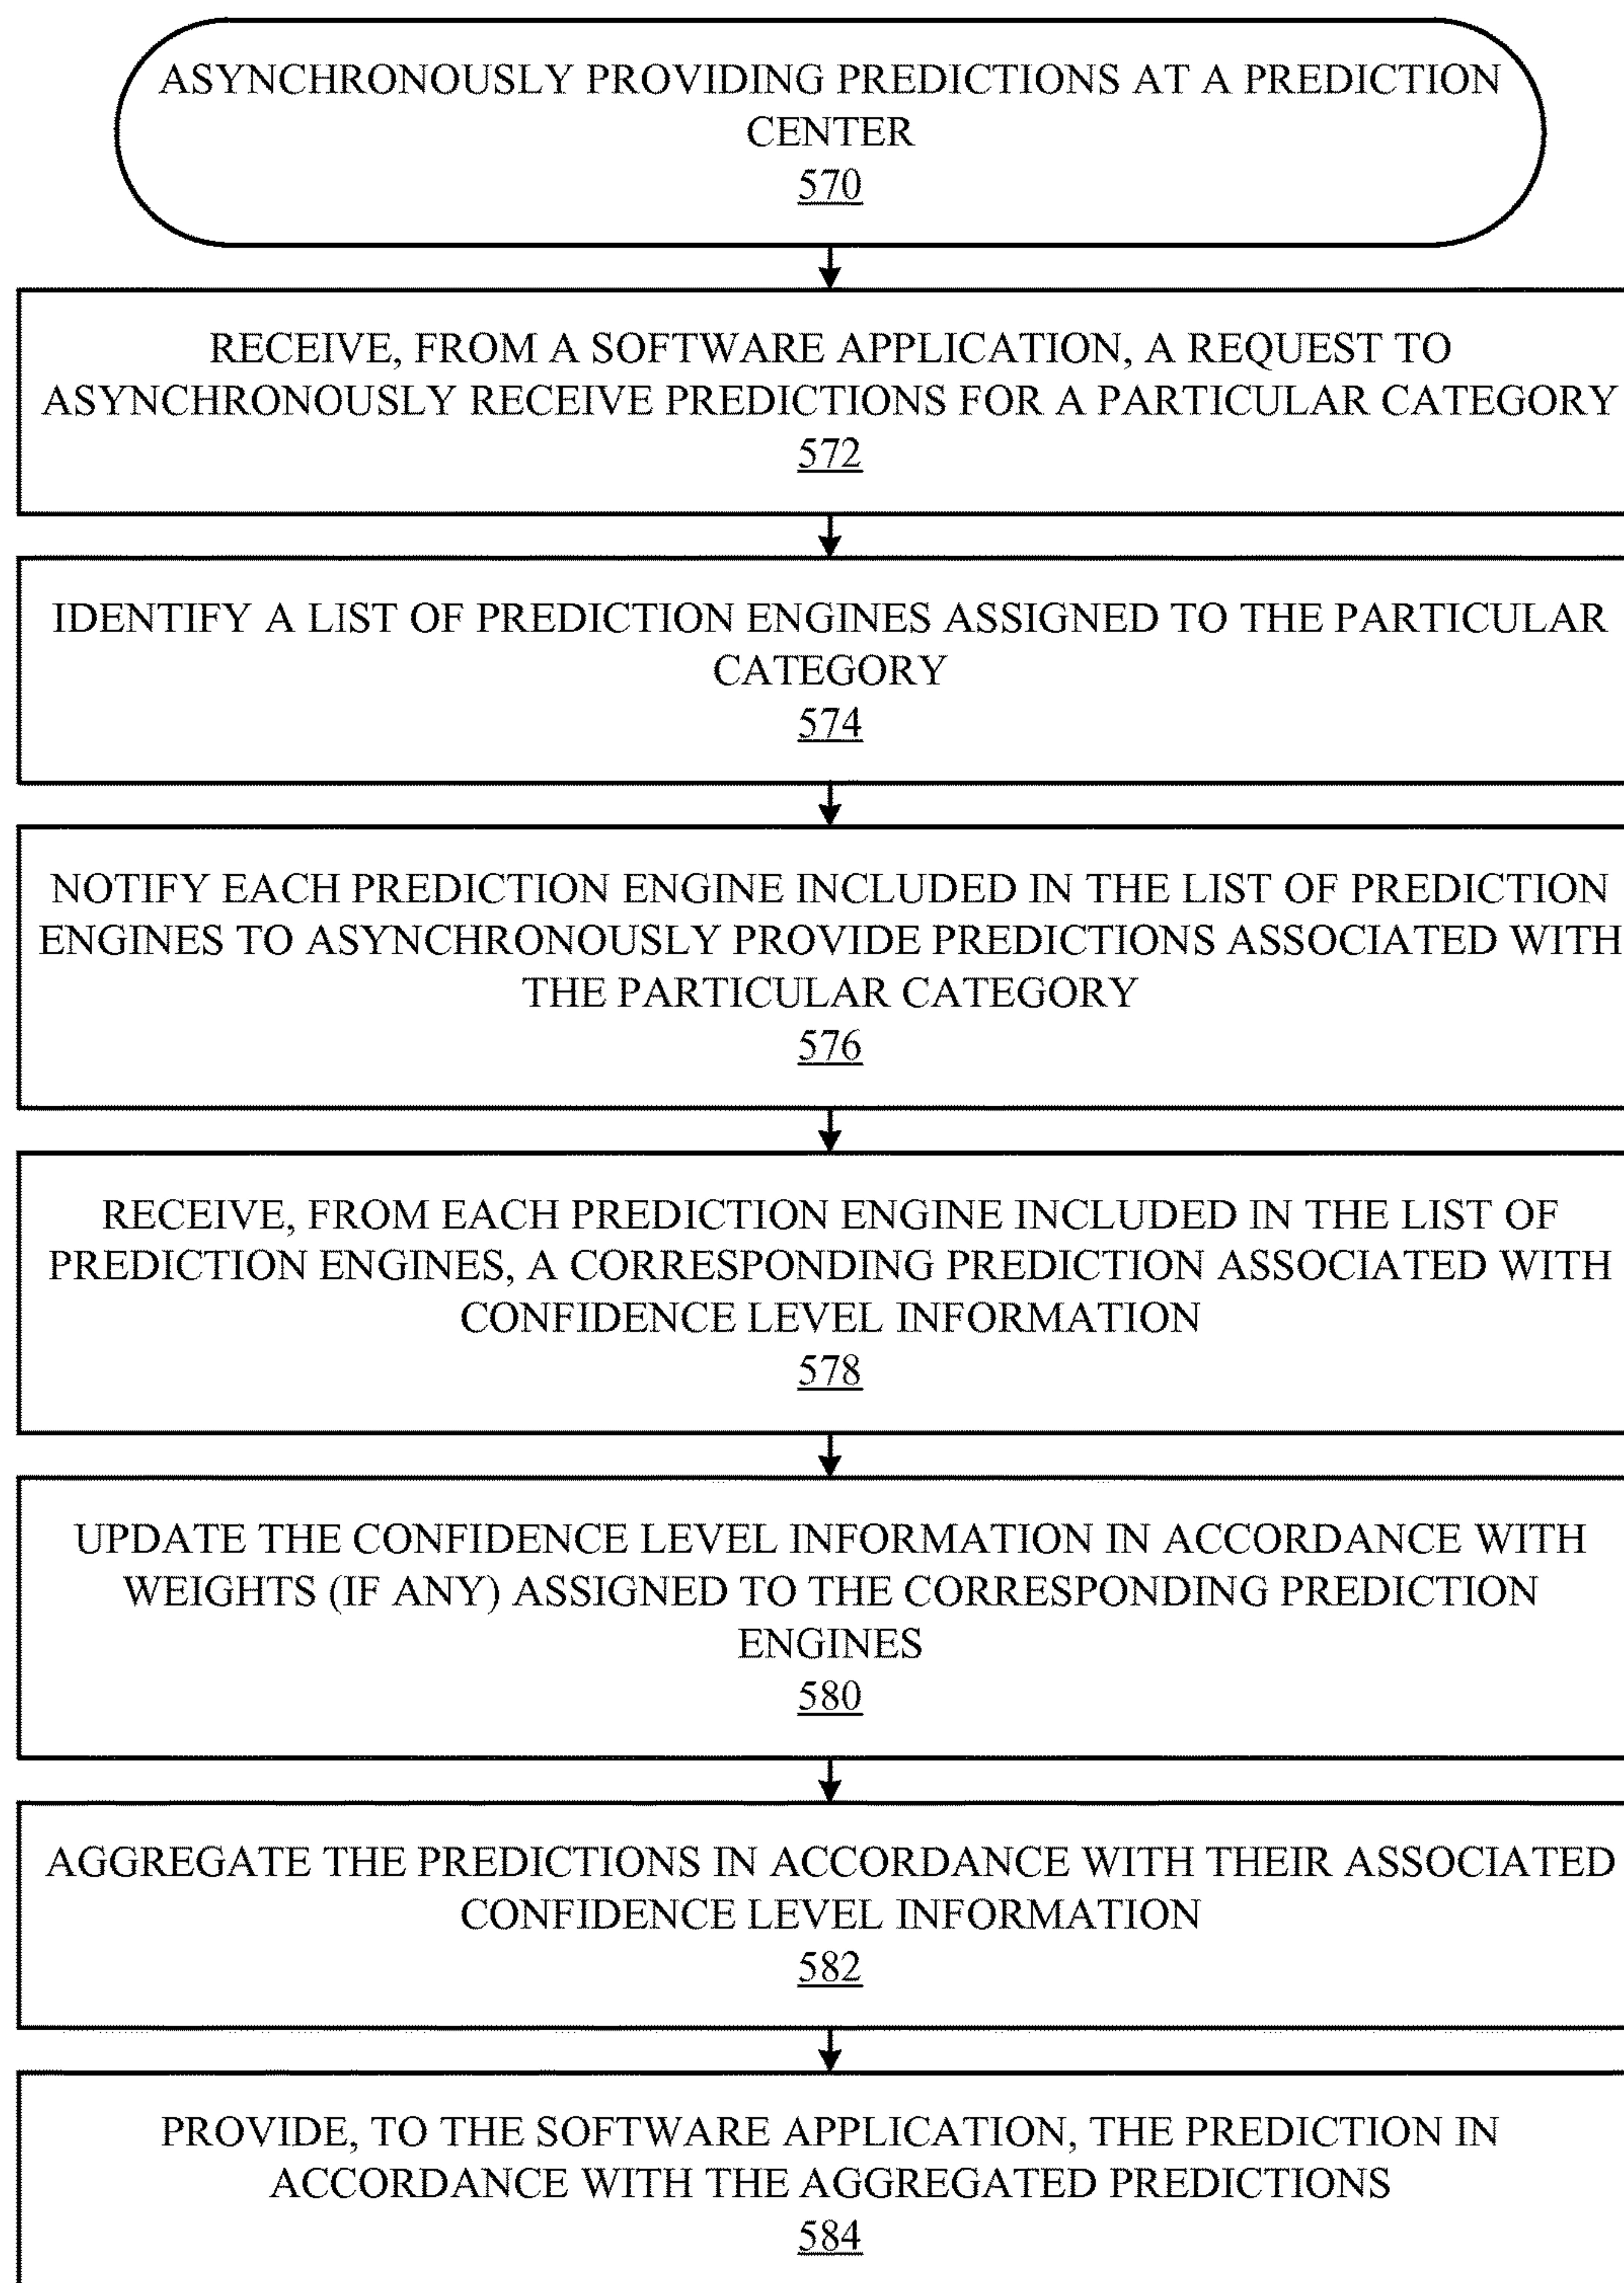 ASYNCHRONOUSLY PROVIDING PREDICTIONS AT A PREDICTION
CENTER
570
RECEIVE, FROM A SOFTWARE APPLICATION, A REQUEST TO
ASYNCHRONOUSLY RECEIVE PREDICTIONS FOR A PARTICULAR CATEGORY
572
IDENTIFY A LIST OF PREDICTION ENGINES ASSIGNED TO THE PARTICULAR
CATEGORY
574
NOTIFY EACH PREDICTION ENGINE INCLUDED IN THE LIST OF PREDICTION
ENGINES TO ASYNCHRONOUSLY PROVIDE PREDICTIONS ASSOCIATED WITH
THE PARTICULAR CATEGORY
576
RECEIVE, FROM EACH PREDICTION ENGINE INCLUDED IN THE LIST OF
PREDICTION ENGINES, A CORRESPONDING PREDICTION ASSOCIATED WITH
CONFIDENCE LEVEL INFORMATION
578
UPDATE THE CONFIDENCE LEVEL INFORMATION IN ACCORDANCE WITH
WEIGHTS (IF ANY) ASSIGNED TO THE CORRESPONDING PREDICTION
ENGINES
580
AGGREGATE THE PREDICTIONS IN ACCORDANCE WITH THEIR ASSOCIATED
CONFIDENCE LEVEL INFORMATION
582
PROVIDE, TO THE SOFTWARE APPLICATION, THE PREDICTION IN
ACCORDANCE WITH THE AGGREGATED PREDICTIONS
584